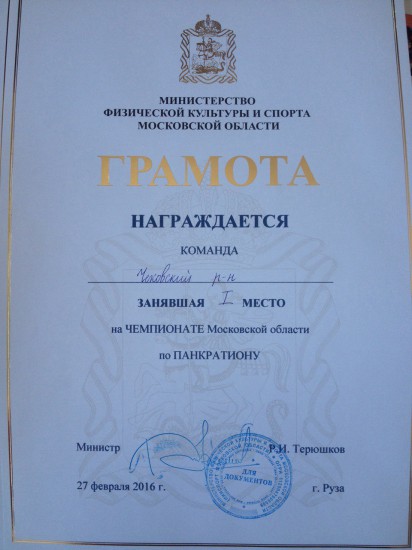 МИНИСТЕРСТВО
ФИЗИЧЕСКОЙ КУЛЬТУРЫ И СПОРТА
МОСКОВСКОЙ ОБЛАСТИ
ГРАМОТА
НАГРАЖДАЕТСЯ
КОМАНДА
Чеховский р-н
ЗАНЯВШАЯ I МЕСТО
на ЧЕМПИОНАТЕ Московской области
по ПАНКРАТИОНУ
Министр Р.И. Терюшков
ДЛЯ
ДОКУМЕНТОВ
27 февраля 2016 г. г. Руза